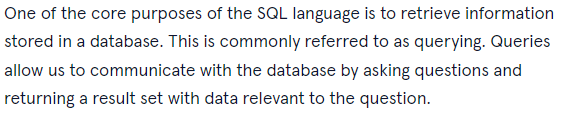 One of the core purposes of the SQL language is to retrieve information
stored in a database. This is commonly referred to as querying. Queries
allow us to communicate with the database by asking questions and
returning a result set with data relevant to the question.